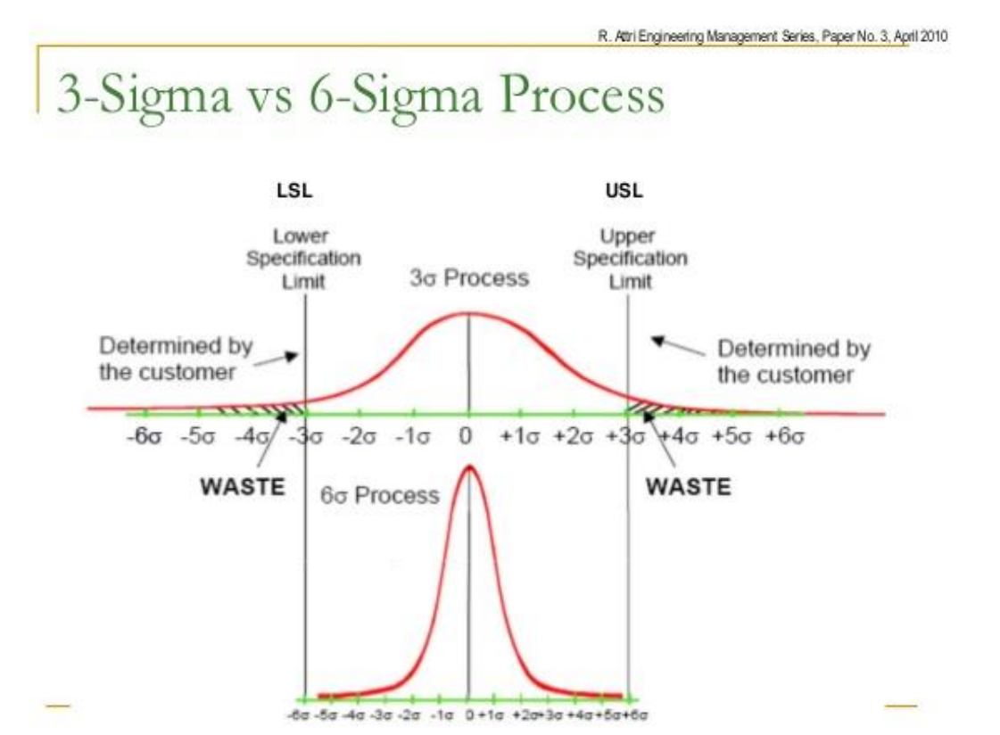 R. Attri Engineering Management Series, Paper No. 3, April 2010
3-Sigma vs 6-Sigma Process
LSL
USL
Lower
Specification
Limit
Upper
Specification
Limit
3σ Process
Determined by
the customer
Determined by
the customer
-6σ -5σ -4σ -3σ -2σ -1σ 0 +1σ +2σ +3σ +4σ +5σ +6σ
WASTE
WASTE
6σ Process
-6σ -5σ -4σ -3σ -2σ -1σ 0 +1σ +2σ +3σ +4σ +5σ +6σ